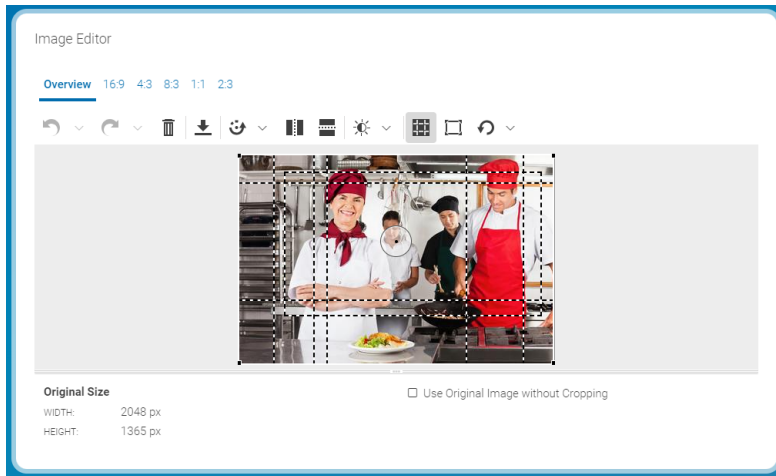 Image Editor
Overview 16:9 4:3 8:3 1:1 2:3
Original Size
Use Original Image without Cropping
WIDTH: 2048 px
HEIGHT: 1365 px